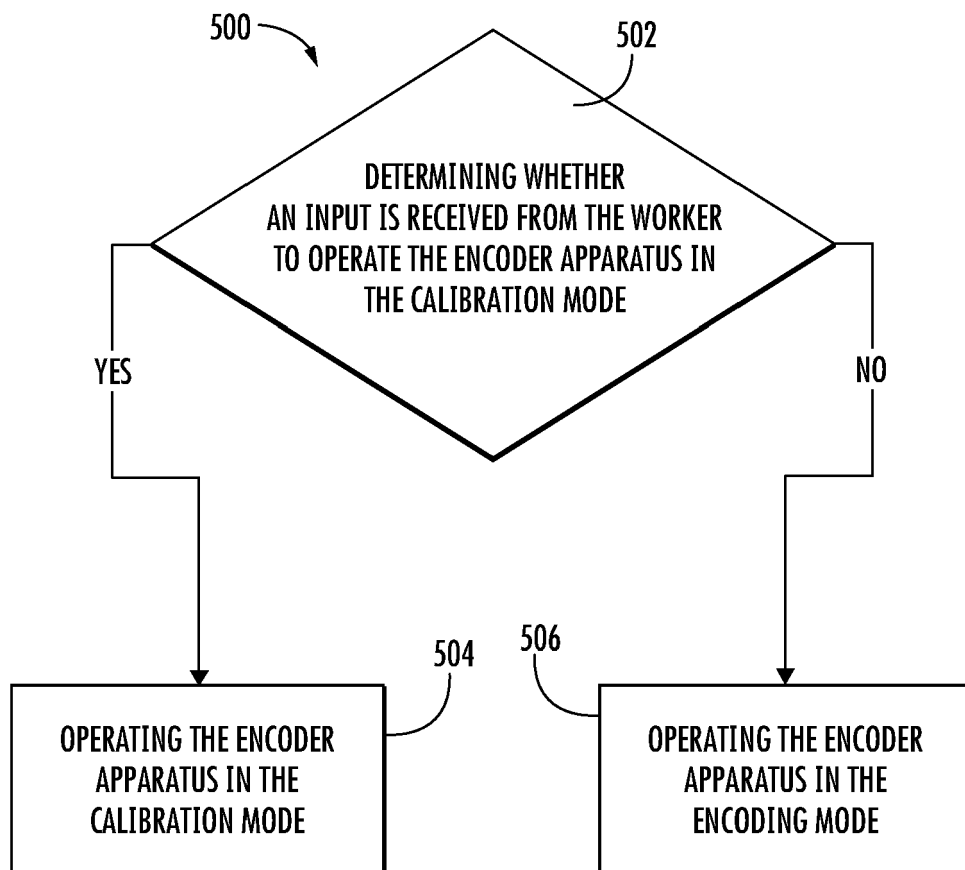 500
502
DETERMINING WHETHER
AN INPUT IS RECEIVED FROM THE WORKER
TO OPERATE THE ENCODER APPARATUS IN
THE CALIBRATION MODE
YES
NO
504
506
OPERATING THE ENCODER
APPARATUS IN THE
CALIBRATION MODE
OPERATING THE ENCODER
APPARATUS IN THE
ENCODING MODE